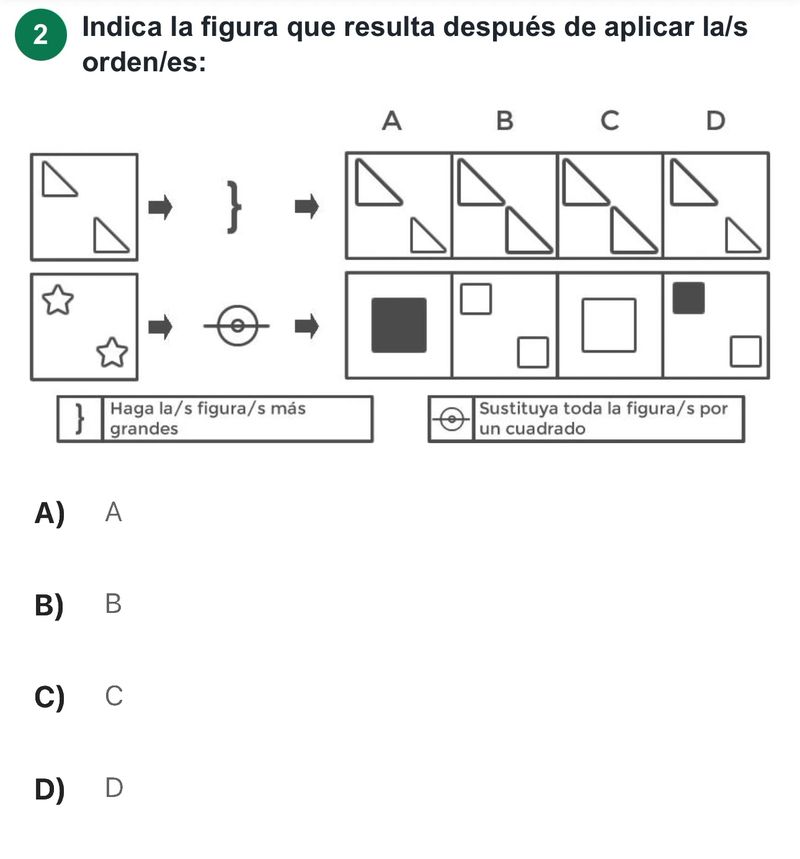 2 Indica la figura que resulta después de aplicar la/s
orden/es:
A B C D
}
} Haga la/s figura/s más
grandes
Sustituya toda la figura/s por
un cuadrado
A) A
B) B
C) C
D) D